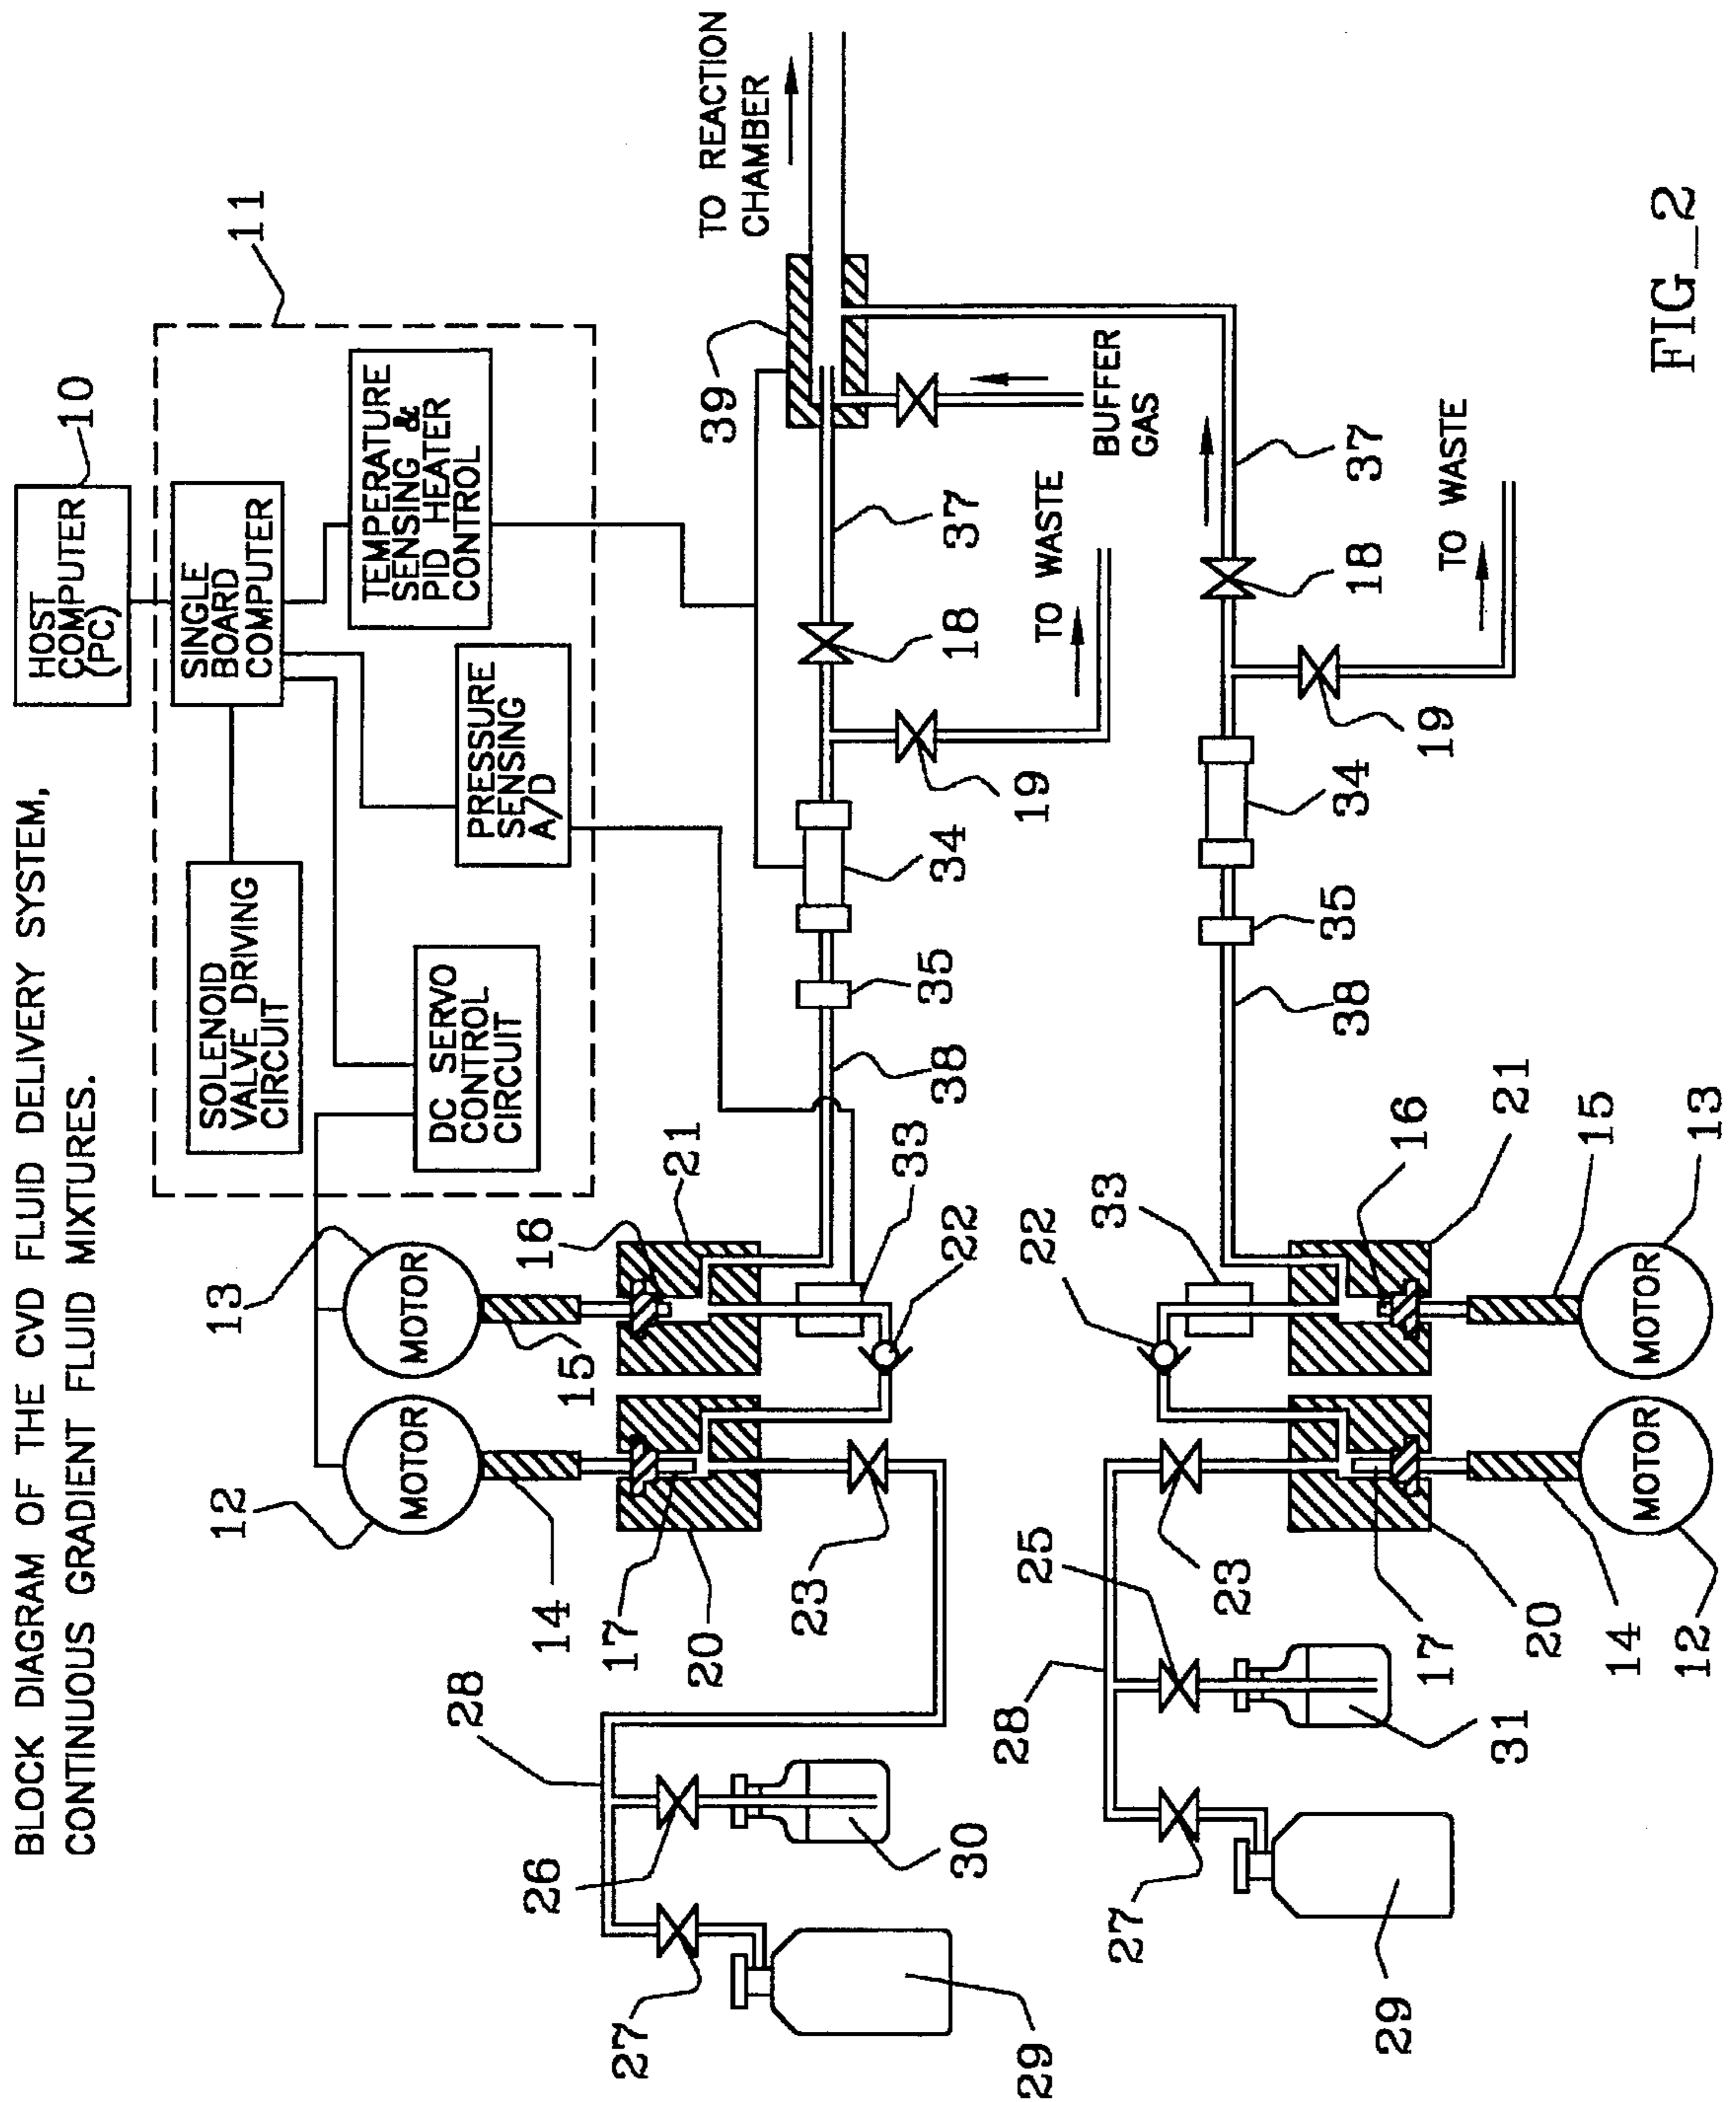 BLOCK DIAGRAM OF THE CVD FLUID DELIVERY SYSTEM,
CONTINUOUS GRADIENT FLUID MIXTURES.
HOST
COMPUTER
(PC)
10
11
SINGLE
BOARD
COMPUTER
SOLENOID
VALVE DRIVING
CIRCUIT
DC SERVO
CONTROL
CIRCUIT
PRESSURE
SENSING
A/D
TEMPERATURE
SENSING &
PID HEATER
CONTROL
TO REACTION
CHAMBER
39
BUFFER
GAS
12
13
MOTOR
MOTOR
14
15
16
17
20
21
22
23
33
38
35
34
18
19
37
TO WASTE
28
26
30
27
29
28
25
31
27
29
23
22
33
38
35
34
18
19
37
TO WASTE
16
21
15
13
17
20
14
12
MOTOR
MOTOR
FIG_2